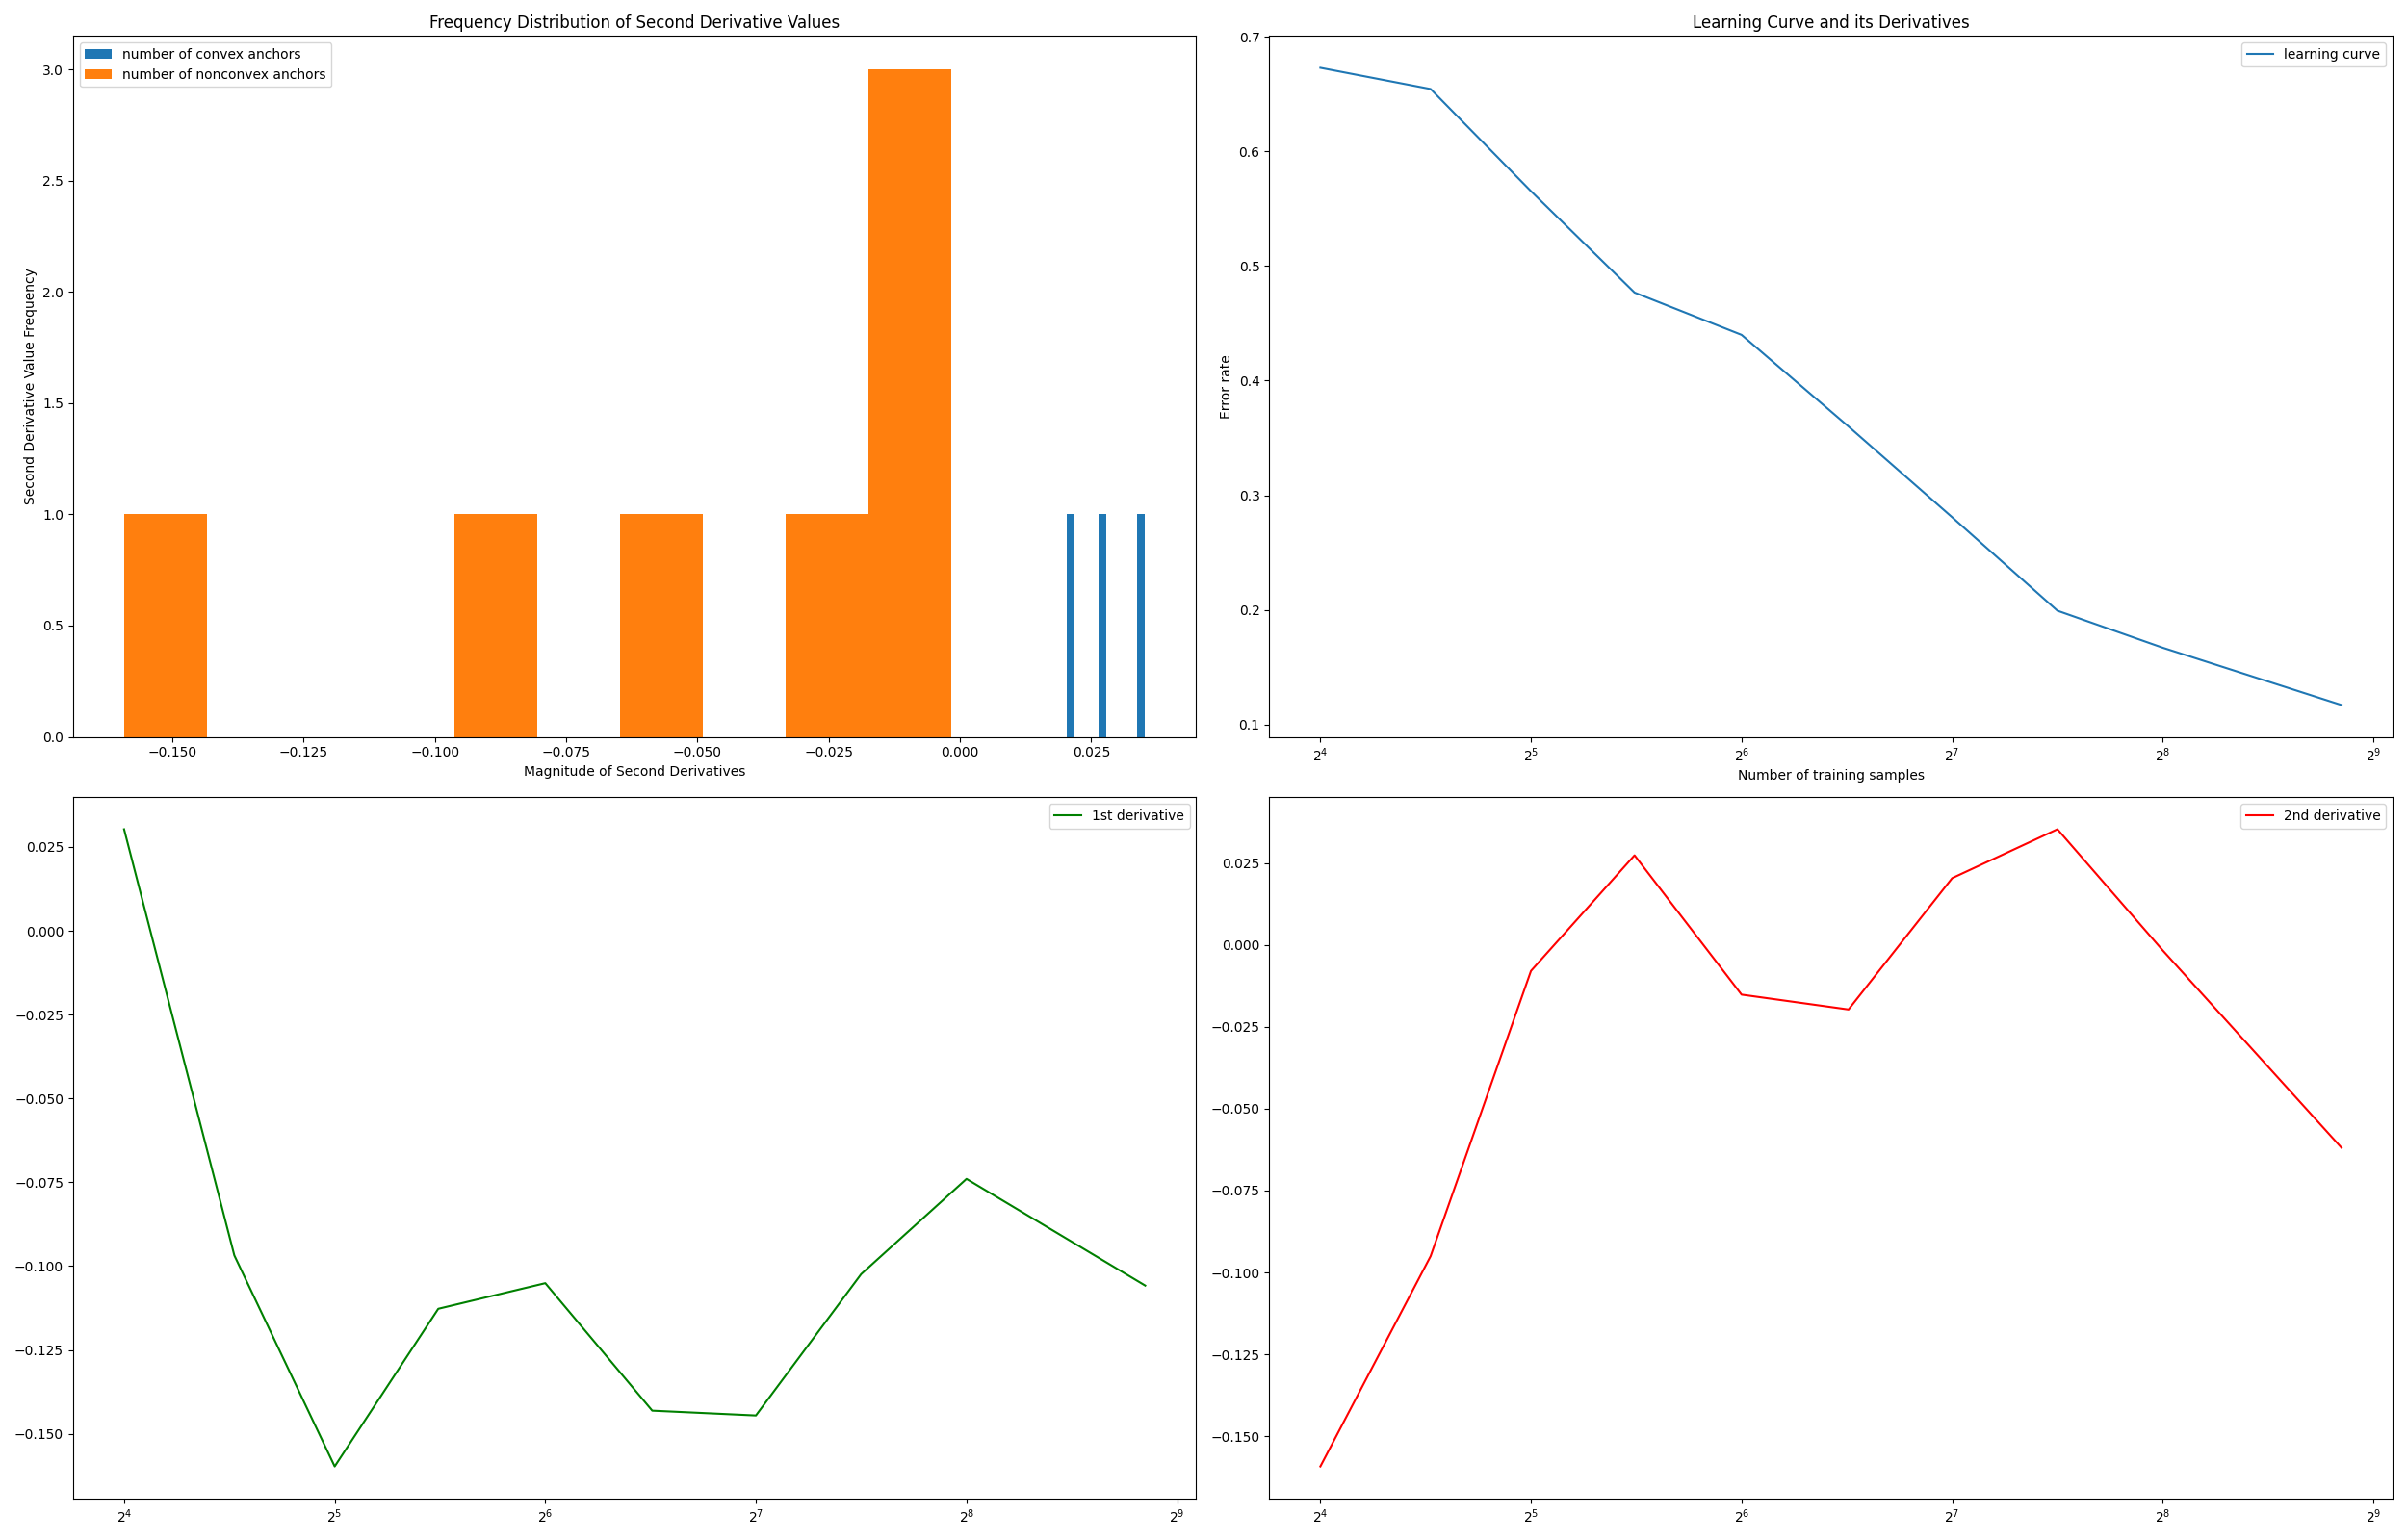 Frequency Distribution of Second Derivative Values
number of convex anchors
number of nonconvex anchors
Second Derivative Value Frequency
3.0
2.5
2.0
1.5
1.0
0.5
0.0
−0.150 −0.125 −0.100 −0.075 −0.050 −0.025 0.000 0.025
Magnitude of Second Derivatives
Learning Curve and its Derivatives
learning curve
Error rate
0.7
0.6
0.5
0.4
0.3
0.2
0.1
2⁴ 2⁵ 2⁶ 2⁷ 2⁸ 2⁹
Number of training samples
1st derivative
0.025
0.000
−0.025
−0.050
−0.075
−0.100
−0.125
−0.150
2⁴ 2⁵ 2⁶ 2⁷ 2⁸ 2⁹
2nd derivative
0.025
0.000
−0.025
−0.050
−0.075
−0.100
−0.125
−0.150
2⁴ 2⁵ 2⁶ 2⁷ 2⁸ 2⁹